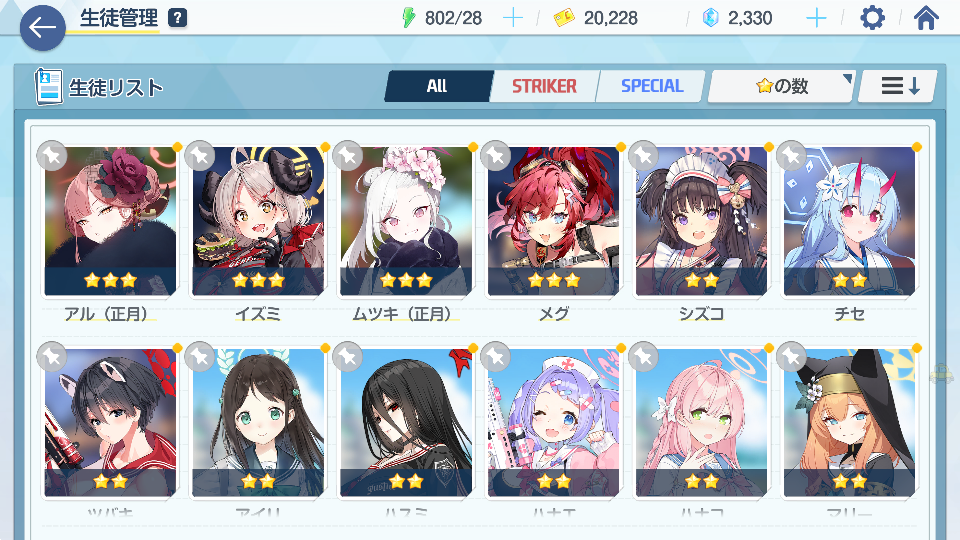 生徒管理 ? 802/28 20,228 2,330
生徒リスト All STRIKER SPECIAL の数
アル（正月） イズミ ムツキ（正月） メグ シズコ チセ
ツバキ アイリ ハスミ ハナエ ハナコ マリー